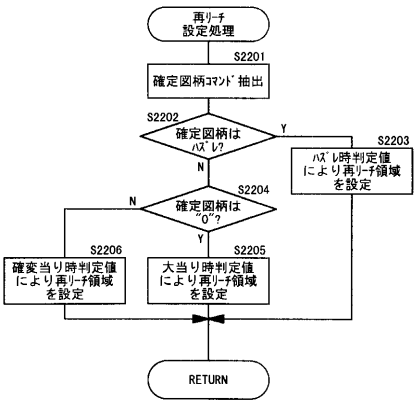 再ﾘｰﾁ
設定処理
S2201
確定図柄ｺﾏﾝﾄﾞ抽出
S2202
確定図柄は
ﾊｽﾞﾚ?
Y
N
S2203
ﾊｽﾞﾚ時判定値
により再ﾘｰﾁ領域
を設定
S2204
確定図柄は
"0"?
N
Y
S2206
確変当り時判定値
により再ﾘｰﾁ領域
を設定
S2205
大当り時判定値
により再ﾘｰﾁ領域
を設定
RETURN